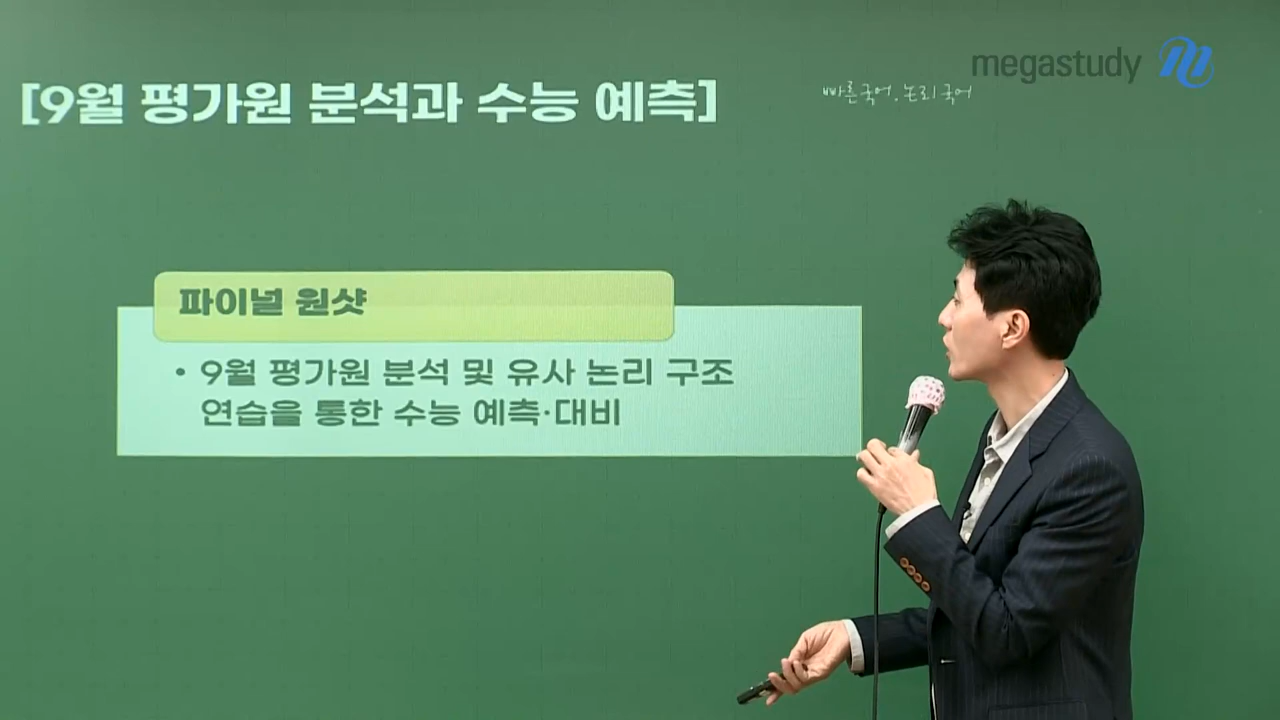 megastudy
[9월 평가원 분석과 수능 예측]
빠른국어, 논리국어
파이널 원샷
• 9월 평가원 분석 및 유사 논리 구조
연습을 통한 수능 예측·대비